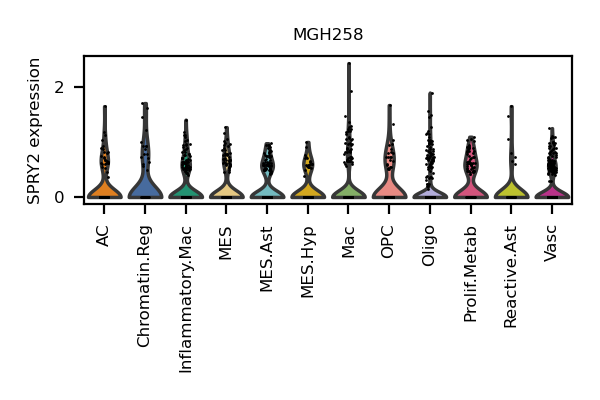 MGH258
SPRY2 expression
2
0
AC
Chromatin.Reg
Inflammatory.Mac
MES
MES.Ast
MES.Hyp
Mac
OPC
Oligo
Prolif.Metab
Reactive.Ast
Vasc